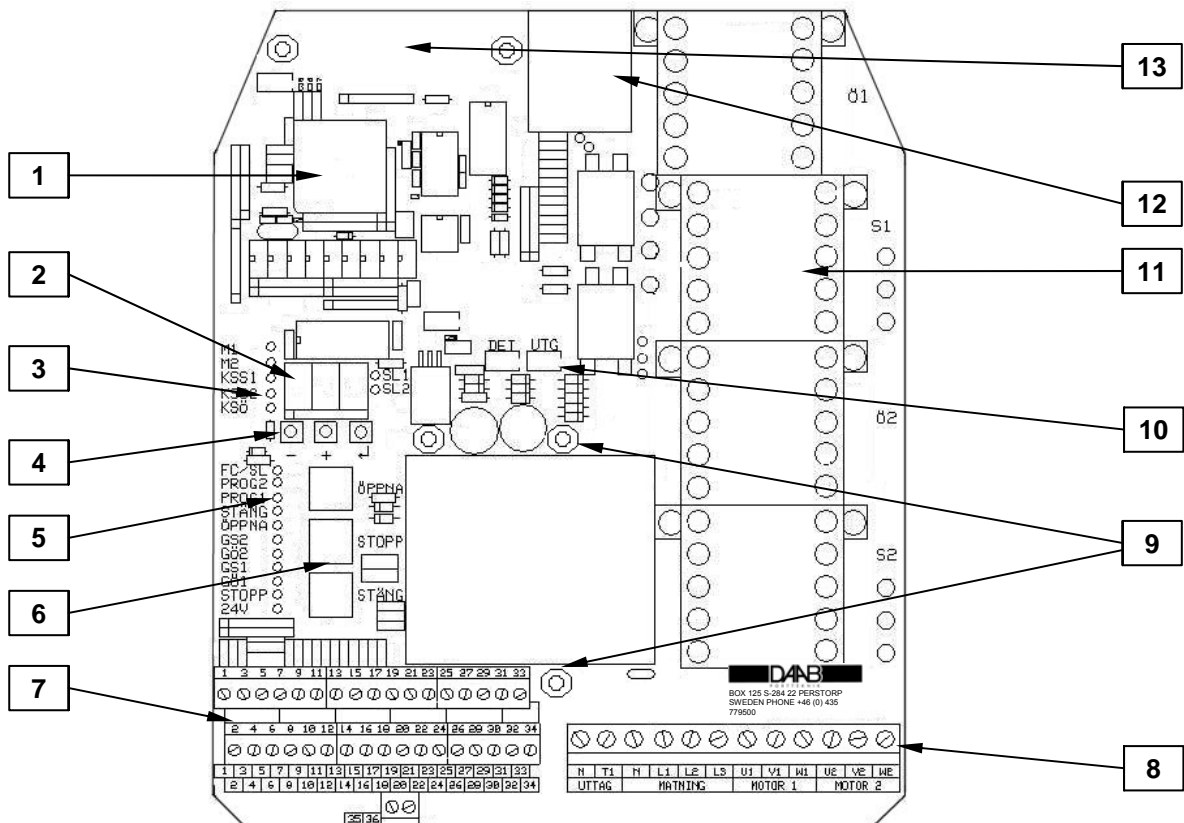 13
Ö1
1
12
S1
2
11
DET UTG
M1
M2
KSS1
KSS2
KSÖ
SL1
SL2
3
10
Ö2
4
- + ↵
FC/SL
PROG2
PROG1
STÄNG
ÖPPNA
GS2
GÖ2
GS1
GÖ1
STOPP
24V
ÖPPNA
STOPP
STÄNG
5
6
9
S2
DAAB
PORTTEKNIK
BOX 125 S-284 22 PERSTORP
SWEDEN PHONE +46 (0) 435
779500
7
1 3 5 7 9 11 13 15 17 19 21 23 25 27 29 31 33
2 4 6 8 10 12 14 16 18 20 22 24 26 28 30 32 34
1 3 5 7 9 11 13 15 17 19 21 23 25 27 29 31 33
2 4 6 8 10 12 14 16 18 20 22 24 26 28 30 32 34
35 36
8
N T1 N L1 L2 L3 U1 V1 W1 U2 V2 W2
UTTAG MATNING MOTOR 1 MOTOR 2